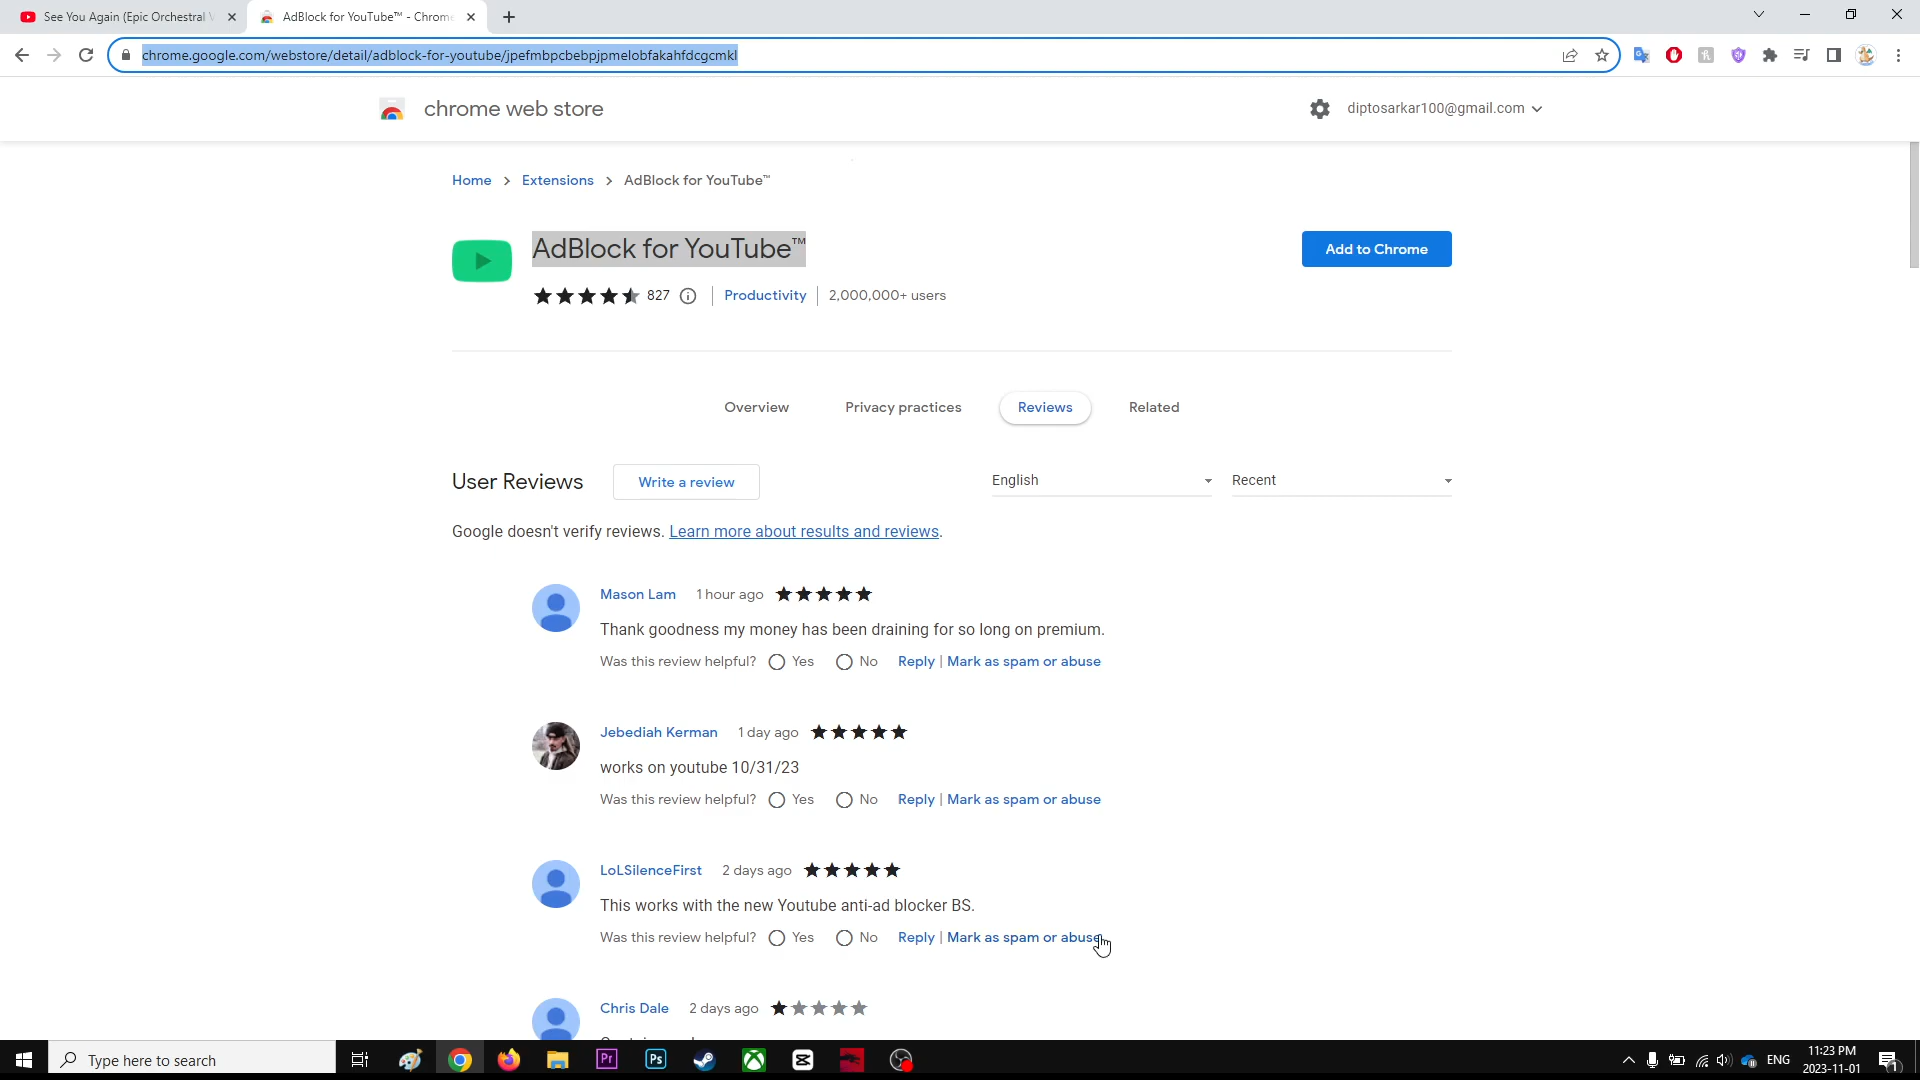 See You Again (Epic Orchestral
AdBlock for YouTube™ - Chrome
chrome.google.com/webstore/detail/adblock-for-youtube/jpefmbpcbebpjpmelobfakahfdcgcmkl
chrome web store
diptosarkar100@gmail.com
Home > Extensions > AdBlock for YouTube™
AdBlock for YouTube™
Add to Chrome
827 | Productivity | 2,000,000+ users
Overview
Privacy practices
Reviews
Related
User Reviews
Write a review
English
Recent
Google doesn't verify reviews. Learn more about results and reviews.
Mason Lam 1 hour ago
Thank goodness my money has been draining for so long on premium.
Was this review helpful? Yes No Reply | Mark as spam or abuse
Jebediah Kerman 1 day ago
works on youtube 10/31/23
Was this review helpful? Yes No Reply | Mark as spam or abuse
LoLSilenceFirst 2 days ago
This works with the new Youtube anti-ad blocker BS.
Was this review helpful? Yes No Reply | Mark as spam or abuse
Chris Dale 2 days ago
Type here to search
Pr
Ps
ENG
11:23 PM
2023-11-01
1